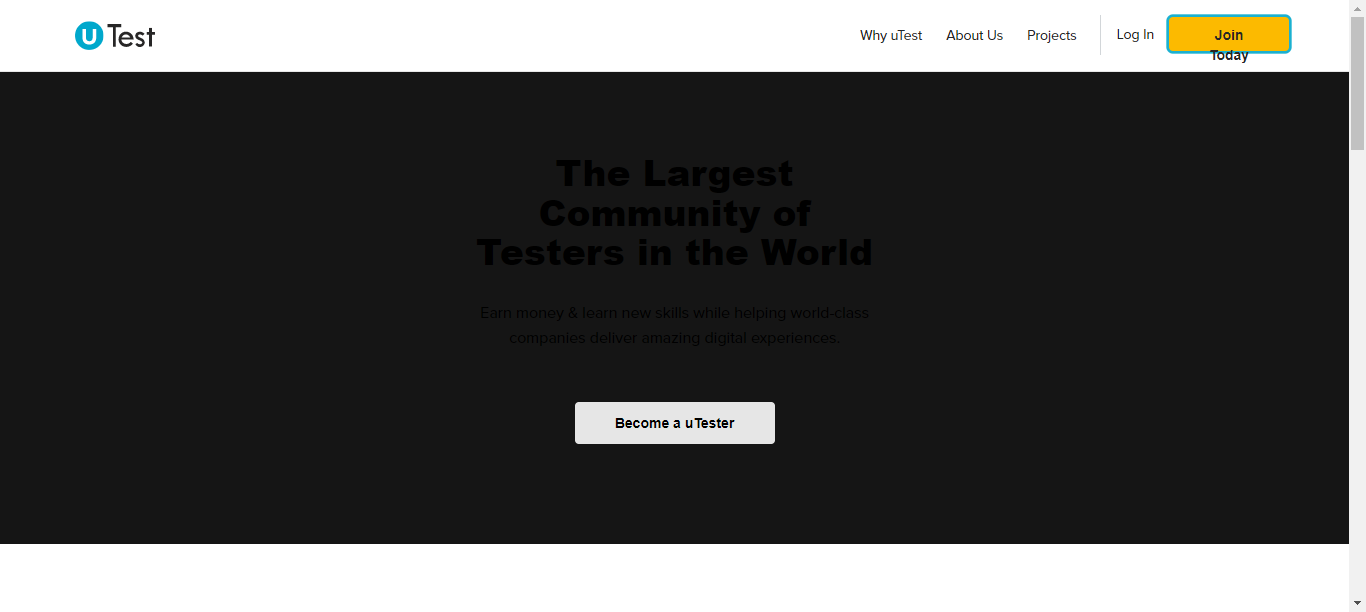 uTest
Why uTest
About Us
Projects
Log In
Join
Today
The Largest
Community of
Testers in the World
Earn money & learn new skills while helping world-class
companies deliver amazing digital experiences.
Become a uTester